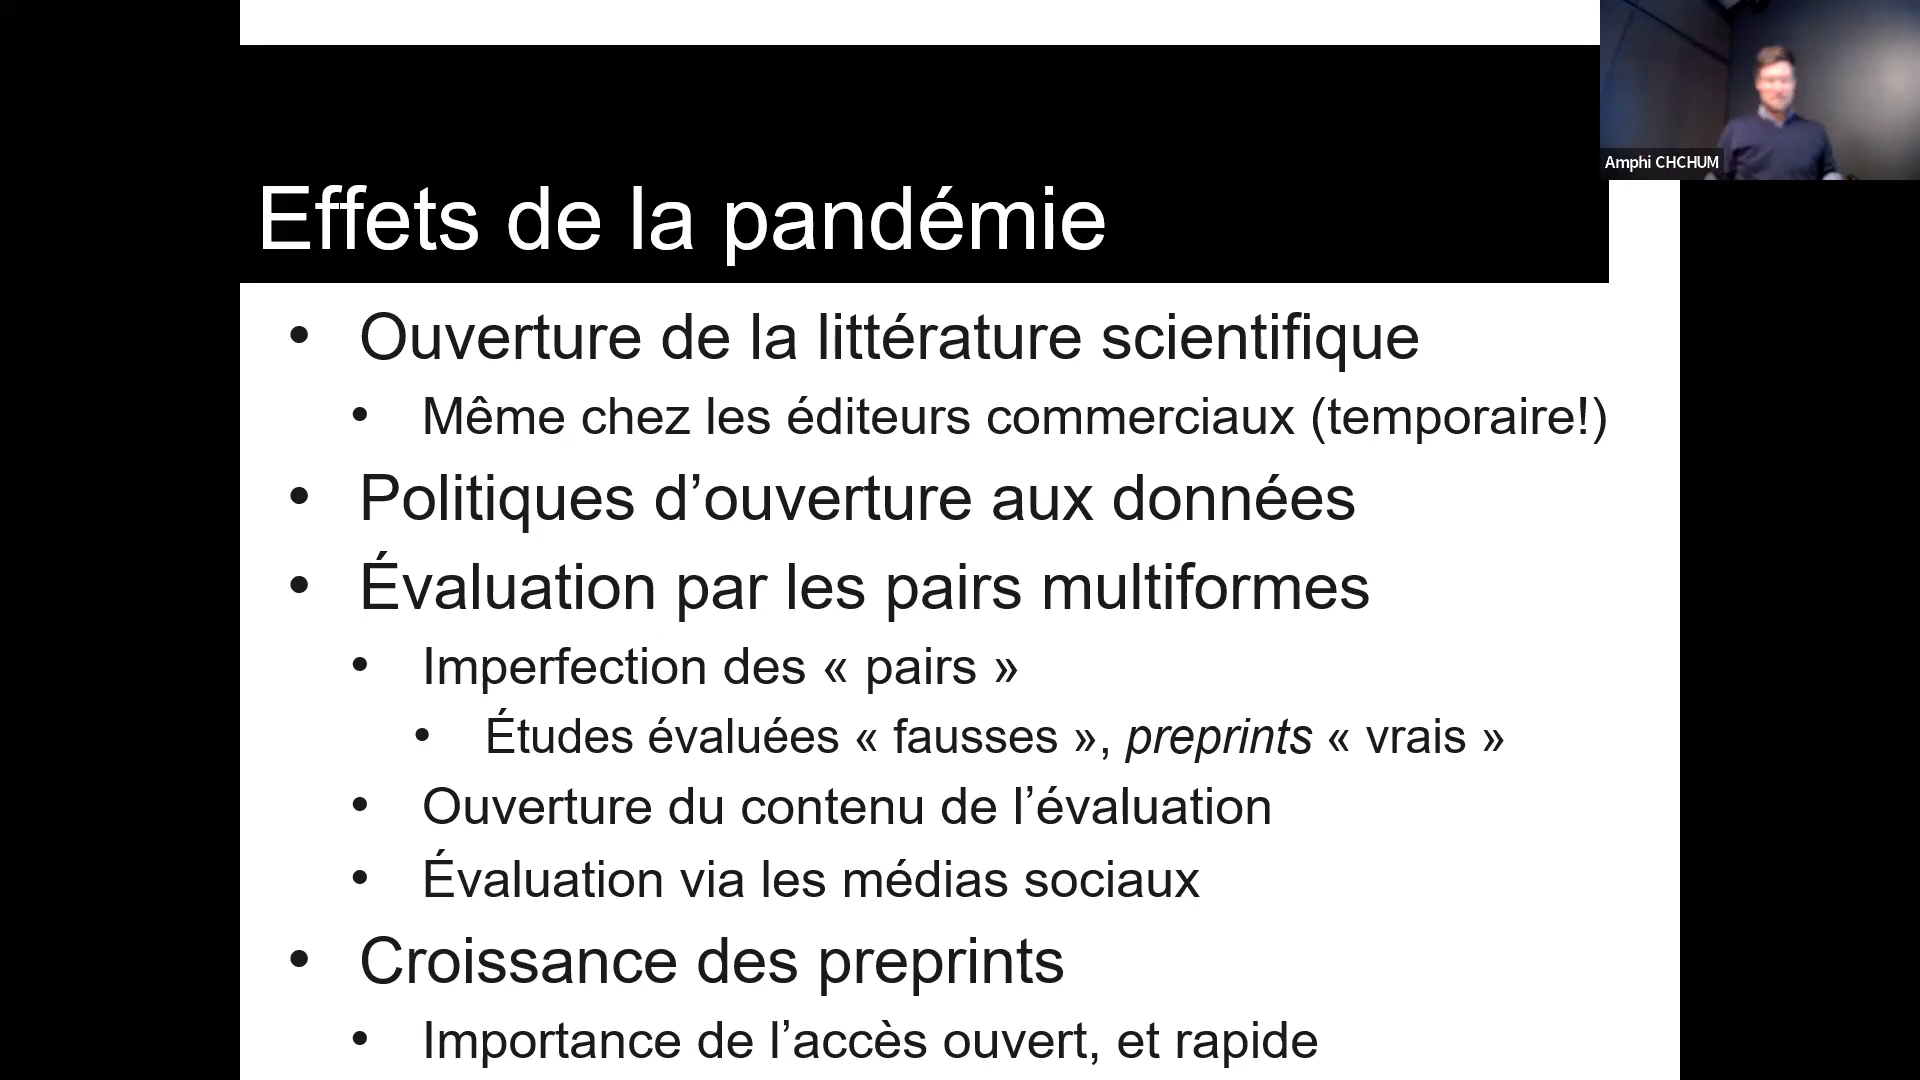 Amphi CHCHUM
Effets de la pandémie
• Ouverture de la littérature scientifique
• Même chez les éditeurs commerciaux (temporaire!)
• Politiques d’ouverture aux données
• Évaluation par les pairs multiformes
• Imperfection des « pairs »
• Études évaluées « fausses », preprints « vrais »
• Ouverture du contenu de l’évaluation
• Évaluation via les médias sociaux
• Croissance des preprints
• Importance de l’accès ouvert, et rapide